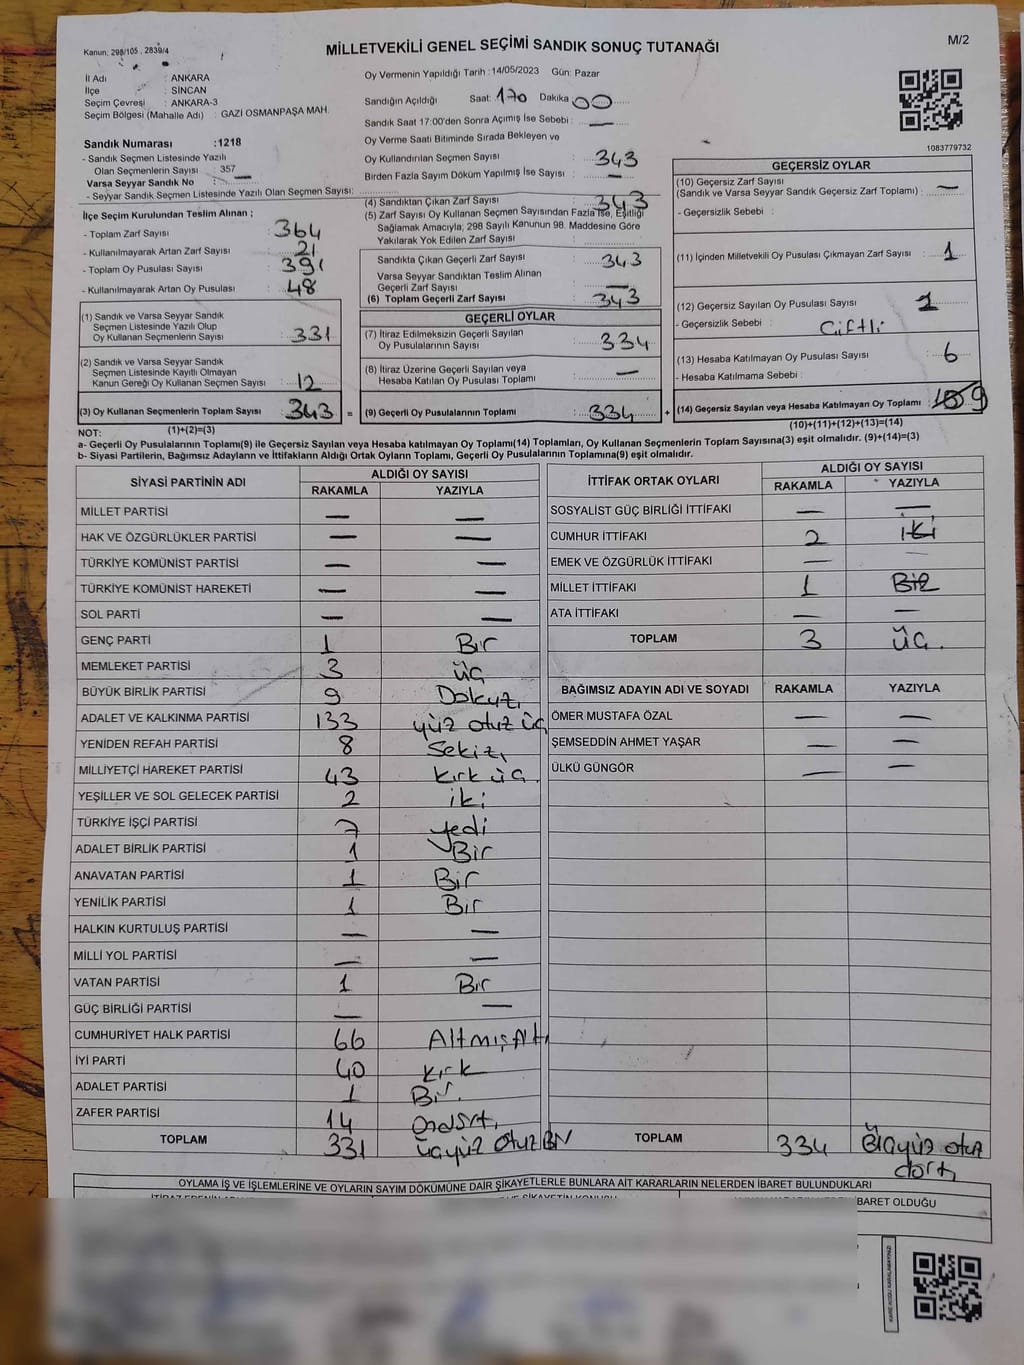 Kanun, 298/105, 2839/4
MİLLETVEKİLİ GENEL SEÇİMİ SANDIK SONUÇ TUTANAĞI
M/2
İl Adı : ANKARA
İlçe : SİNCAN
Seçim Çevresi : ANKARA-3
Seçim Bölgesi (Mahalle Adı) : GAZİ OSMANPAŞA MAH.
Sandık Numarası : 1218
- Sandık Seçmen Listesinde Yazılı
Olan Seçmenlerin Sayısı : 357
Varsa Seyyar Sandık No : —
- Seyyar Sandık Seçmen Listesinde Yazılı Olan Seçmen Sayısı:
İlçe Seçim Kurulundan Teslim Alınan ;
- Toplam Zarf Sayısı : 364
- Kullanılmayarak Artan Zarf Sayısı : 21
- Toplam Oy Pusulası Sayısı : 391
- Kullanılmayarak Artan Oy Pusulası : 48
(1) Sandık ve Varsa Seyyar Sandık
Seçmen Listesinde Yazılı Olup
Oy Kullanan Seçmenlerin Sayısı : 331
(2) Sandık ve Varsa Seyyar Sandık
Seçmen Listesinde Kayıtlı Olmayan
Kanun Gereği Oy Kullanan Seçmen Sayısı : 12
(3) Oy Kullanan Seçmenlerin Toplam Sayısı : 343 =
(1)+(2)=(3)
Oy Vermenin Yapıldığı Tarih : 14/05/2023 Gün: Pazar
Sandığın Açıldığı Saat: 170 Dakika 00
Sandık Saat 17:00'den Sonra Açımış İse Sebebi : —
Oy Verme Saati Bitiminde Sırada Bekleyen ve
Oy Kullandırılan Seçmen Sayısı : 343
Birden Fazla Sayım Döküm Yapılmış İse Sayısı : —
(4) Sandıktan Çıkan Zarf Sayısı : 343
(5) Zarf Sayısı Oy Kullanan Seçmen Sayısından Fazla İse, Eşitliği
Sağlamak Amacıyla, 298 Sayılı Kanunun 98. Maddesine Göre
Yakılarak Yok Edilen Zarf Sayısı :
Sandıkta Çıkan Geçerli Zarf Sayısı : 343
Varsa Seyyar Sandıktan Teslim Alınan
Geçerli Zarf Sayısı : —
(6) Toplam Geçerli Zarf Sayısı : 343
GEÇERLİ OYLAR
(7) İtiraz Edilmeksizin Geçerli Sayılan
Oy Pusulalarının Sayısı : 334
(8) İtiraz Üzerine Geçerli Sayılan veya
Hesaba Katılan Oy Pusulası Toplamı : —
(9) Geçerli Oy Pusulalarının Toplamı : 334 +
1083779732
GEÇERSİZ OYLAR
(10) Geçersiz Zarf Sayısı
(Sandık ve Varsa Seyyar Sandık Geçersiz Zarf Toplamı) : —
- Geçersizlik Sebebi :
(11) İçinden Milletvekili Oy Pusulası Çıkmayan Zarf Sayısı : 1
(12) Geçersiz Sayılan Oy Pusulası Sayısı : 2
- Geçersizlik Sebebi : Çiftli
(13) Hesaba Katılmayan Oy Pusulası Sayısı : 6
- Hesaba Katılmama Sebebi :
(14) Geçersiz Sayılan veya Hesaba Katılmayan Oy Toplamı : 9
(10)+(11)+(12)+(13)=(14)
NOT:
a- Geçerli Oy Pusulalarının Toplamı(9) ile Geçersiz Sayılan veya Hesaba katılmayan Oy Toplamı(14) Toplamları, Oy Kullanan Seçmenlerin Toplam Sayısına(3) eşit olmalıdır. (9)+(14)=(3)
b- Siyasi Partilerin, Bağımsız Adayların ve İttifakların Aldığı Ortak Oyların Toplamı, Geçerli Oy Pusulalarının Toplamına(9) eşit olmalıdır.
SİYASİ PARTİNİN ADI ALDIĞI OY SAYISI
RAKAMLA YAZIYLA
MİLLET PARTİSİ — —
HAK VE ÖZGÜRLÜKLER PARTİSİ — —
TÜRKİYE KOMÜNİST PARTİSİ — —
TÜRKİYE KOMÜNİST HAREKETİ — —
SOL PARTİ — —
GENÇ PARTİ 1 Bir
MEMLEKET PARTİSİ 3 üç
BÜYÜK BİRLİK PARTİSİ 9 Dokuz
ADALET VE KALKINMA PARTİSİ 133 yüz otuz üç
YENİDEN REFAH PARTİSİ 8 Sekiz
MİLLİYETÇİ HAREKET PARTİSİ 43 kırk üç
YEŞİLLER VE SOL GELECEK PARTİSİ 2 iki
TÜRKİYE İŞÇİ PARTİSİ 7 yedi
ADALET BİRLİK PARTİSİ 1 Bir
ANAVATAN PARTİSİ 1 Bir
YENİLİK PARTİSİ 1 Bir
HALKIN KURTULUŞ PARTİSİ — —
MİLLİ YOL PARTİSİ — —
VATAN PARTİSİ 1 Bir
GÜÇ BİRLİĞİ PARTİSİ — —
CUMHURİYET HALK PARTİSİ 66 Altmış Altı
İYİ PARTİ 40 kırk
ADALET PARTİSİ 1 Bir.
ZAFER PARTİSİ 14 ondört
TOPLAM 331 üçyüz otuz Bir
İTTİFAK ORTAK OYLARI ALDIĞI OY SAYISI
RAKAMLA YAZIYLA
SOSYALİST GÜÇ BİRLİĞİ İTTİFAKI — —
CUMHUR İTTİFAKI 2 iki
EMEK VE ÖZGÜRLÜK İTTİFAKI — —
MİLLET İTTİFAKI 1 Bir
ATA İTTİFAKI — —
TOPLAM 3 üç.
BAĞIMSIZ ADAYIN ADI VE SOYADI RAKAMLA YAZIYLA
ÖMER MUSTAFA ÖZAL — —
ŞEMSEDDİN AHMET YAŞAR — —
ÜLKÜ GÜNGÖR — —
TOPLAM 334 üçyüz otuz
dört
OYLAMA İŞ VE İŞLEMLERİNE VE OYLARIN SAYIM DÖKÜMÜNE DAİR ŞİKAYETLERLE BUNLARA AİT KARARLARIN NELERDEN İBARET BULUNDUKLARI
BARET OLDUĞU